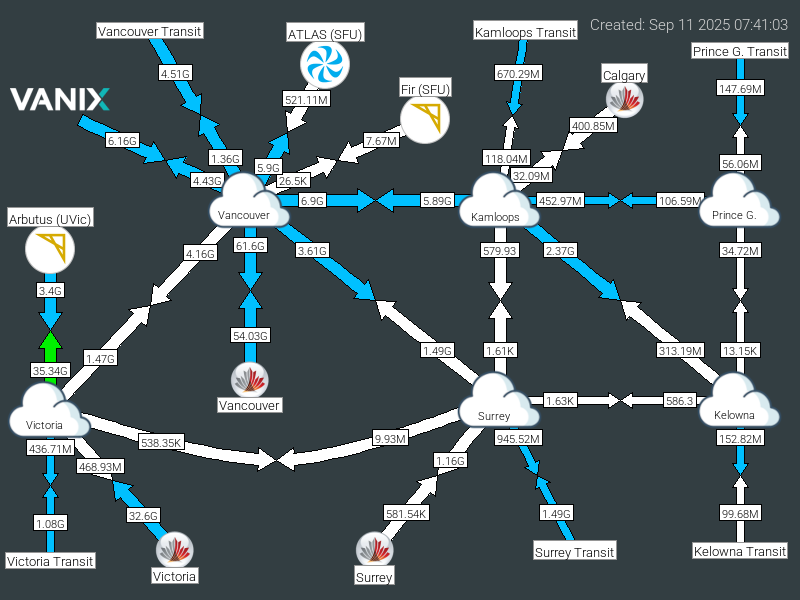 Created: Sep 11 2025 07:41:03
Vancouver Transit
ATLAS (SFU)
Kamloops Transit
Prince G. Transit
4.51G
670.29M
Calgary
147.69M
VANIX
521.11M
Fir (SFU)
400.85M
6.16G
7.67M
1.36G
118.04M
56.06M
5.9G
4.43G
26.5K
32.09M
6.9G
5.89G
452.97M
106.59M
Vancouver
Kamloops
Prince G.
Arbutus (UVic)
4.16G
61.6G
3.61G
579.93
2.37G
34.72M
3.4G
54.03G
1.47G
1.49G
1.61K
313.19M
13.15K
35.34G
Vancouver
1.63K
586.3
Victoria
Surrey
Kelowna
538.35K
9.93M
945.52M
152.82M
436.71M
468.93M
1.16G
1.08G
32.6G
581.54K
1.49G
99.68M
Victoria Transit
Victoria
Surrey
Surrey Transit
Kelowna Transit